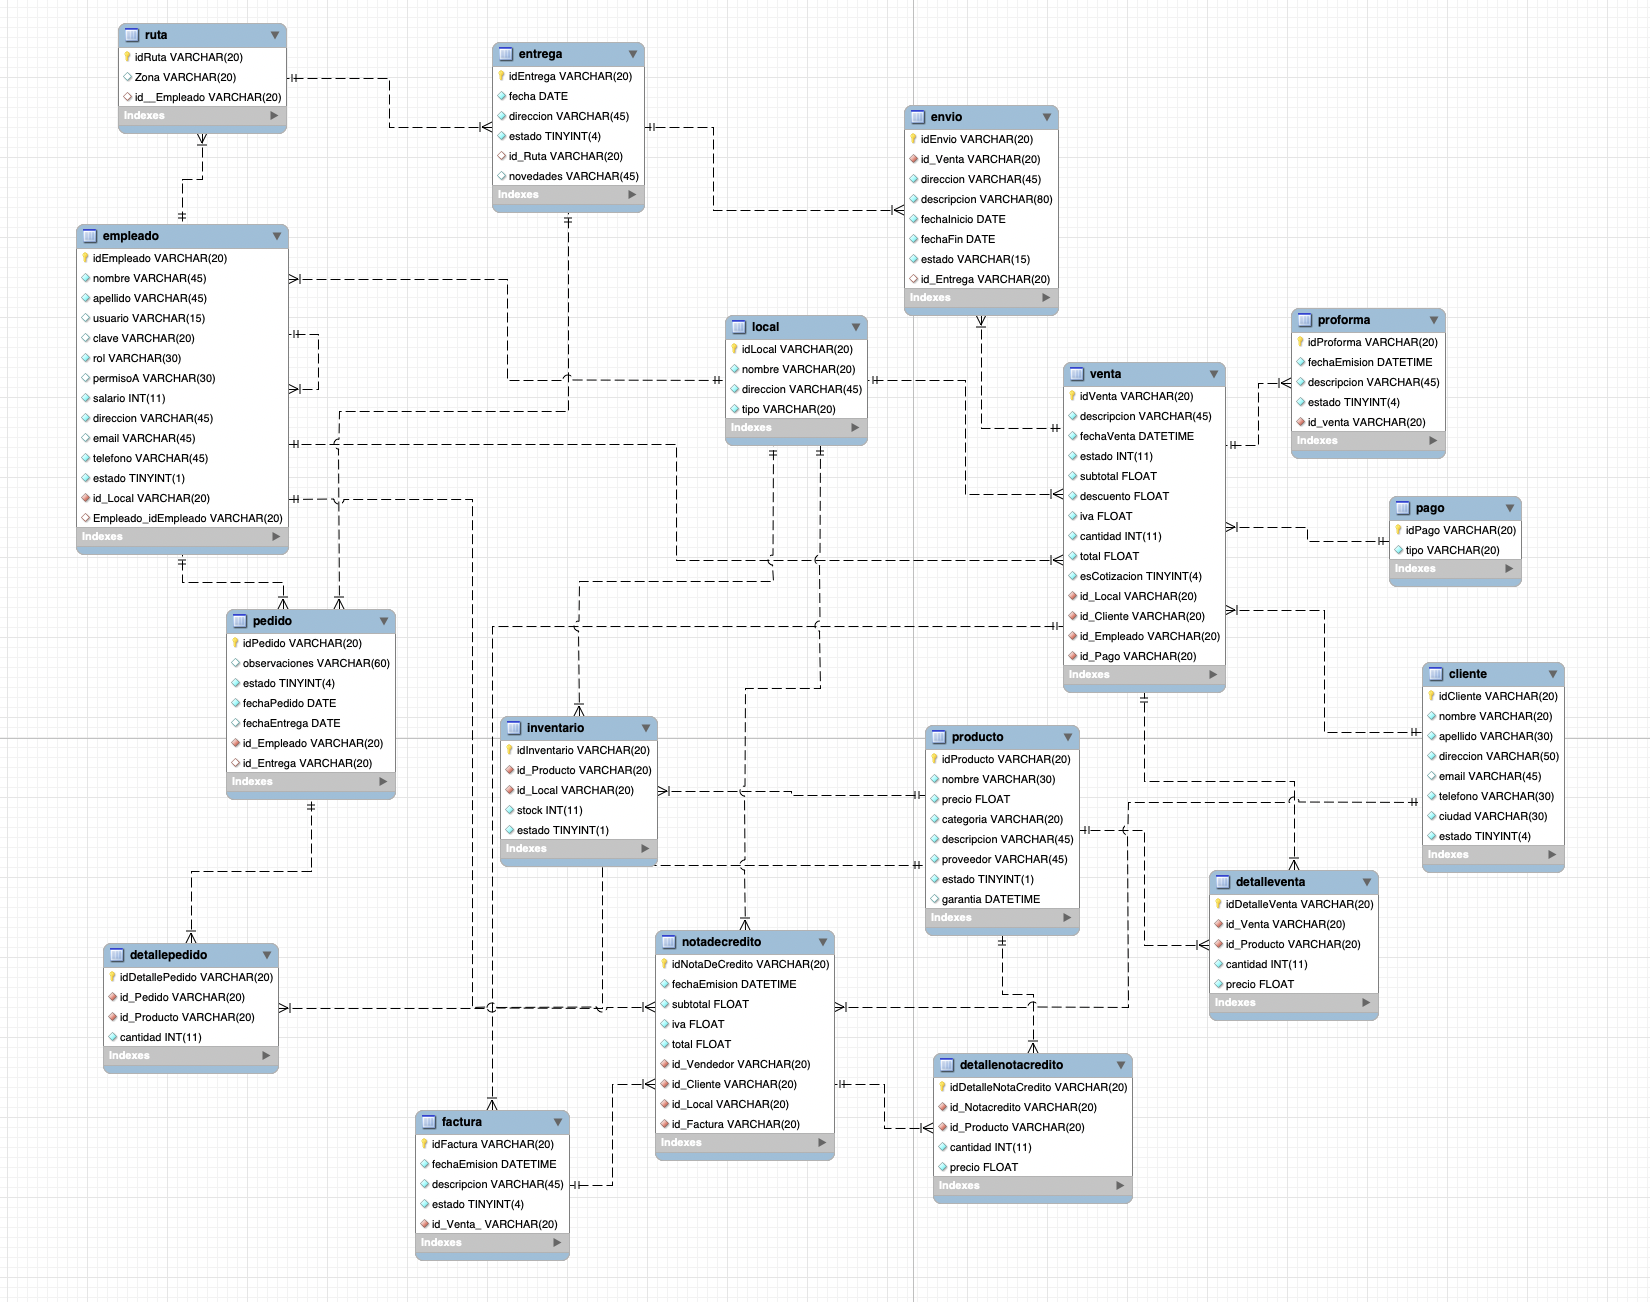 ruta
idRuta VARCHAR(20)
Zona VARCHAR(20)
id__Empleado VARCHAR(20)
Indexes
entrega
idEntrega VARCHAR(20)
fecha DATE
direccion VARCHAR(45)
estado TINYINT(4)
id_Ruta VARCHAR(20)
novedades VARCHAR(45)
Indexes
envio
idEnvio VARCHAR(20)
id_Venta VARCHAR(20)
direccion VARCHAR(45)
descripcion VARCHAR(80)
fechaInicio DATE
fechaFin DATE
estado VARCHAR(15)
id_Entrega VARCHAR(20)
Indexes
empleado
idEmpleado VARCHAR(20)
nombre VARCHAR(45)
apellido VARCHAR(45)
usuario VARCHAR(15)
clave VARCHAR(20)
rol VARCHAR(30)
permisoA VARCHAR(30)
salario INT(11)
direccion VARCHAR(45)
email VARCHAR(45)
telefono VARCHAR(45)
estado TINYINT(1)
id_Local VARCHAR(20)
Empleado_idEmpleado VARCHAR(20)
Indexes
local
idLocal VARCHAR(20)
nombre VARCHAR(20)
direccion VARCHAR(45)
tipo VARCHAR(20)
Indexes
proforma
idProforma VARCHAR(20)
fechaEmision DATETIME
descripcion VARCHAR(45)
estado TINYINT(4)
id_venta VARCHAR(20)
Indexes
venta
idVenta VARCHAR(20)
descripcion VARCHAR(45)
fechaVenta DATETIME
estado INT(11)
subtotal FLOAT
descuento FLOAT
iva FLOAT
cantidad INT(11)
total FLOAT
esCotizacion TINYINT(4)
id_Local VARCHAR(20)
id_Cliente VARCHAR(20)
id_Empleado VARCHAR(20)
id_Pago VARCHAR(20)
Indexes
pago
idPago VARCHAR(20)
tipo VARCHAR(20)
Indexes
pedido
idPedido VARCHAR(20)
observaciones VARCHAR(60)
estado TINYINT(4)
fechaPedido DATE
fechaEntrega DATE
id_Empleado VARCHAR(20)
id_Entrega VARCHAR(20)
Indexes
cliente
idCliente VARCHAR(20)
nombre VARCHAR(20)
apellido VARCHAR(30)
direccion VARCHAR(50)
email VARCHAR(45)
telefono VARCHAR(30)
ciudad VARCHAR(30)
estado TINYINT(4)
Indexes
inventario
idInventario VARCHAR(20)
id_Producto VARCHAR(20)
id_Local VARCHAR(20)
stock INT(11)
estado TINYINT(1)
Indexes
producto
idProducto VARCHAR(20)
nombre VARCHAR(30)
precio FLOAT
categoria VARCHAR(20)
descripcion VARCHAR(45)
proveedor VARCHAR(45)
estado TINYINT(1)
garantia DATETIME
Indexes
detalleventa
idDetalleVenta VARCHAR(20)
id_Venta VARCHAR(20)
id_Producto VARCHAR(20)
cantidad INT(11)
precio FLOAT
Indexes
detallepedido
idDetallePedido VARCHAR(20)
id_Pedido VARCHAR(20)
id_Producto VARCHAR(20)
cantidad INT(11)
Indexes
notadecredito
idNotaDeCredito VARCHAR(20)
fechaEmision DATETIME
subtotal FLOAT
iva FLOAT
total FLOAT
id_Vendedor VARCHAR(20)
id_Cliente VARCHAR(20)
id_Local VARCHAR(20)
id_Factura VARCHAR(20)
Indexes
detallenotacredito
idDetalleNotaCredito VARCHAR(20)
id_Notacredito VARCHAR(20)
id_Producto VARCHAR(20)
cantidad INT(11)
precio FLOAT
Indexes
factura
idFactura VARCHAR(20)
fechaEmision DATETIME
descripcion VARCHAR(45)
estado TINYINT(4)
id_Venta_ VARCHAR(20)
Indexes